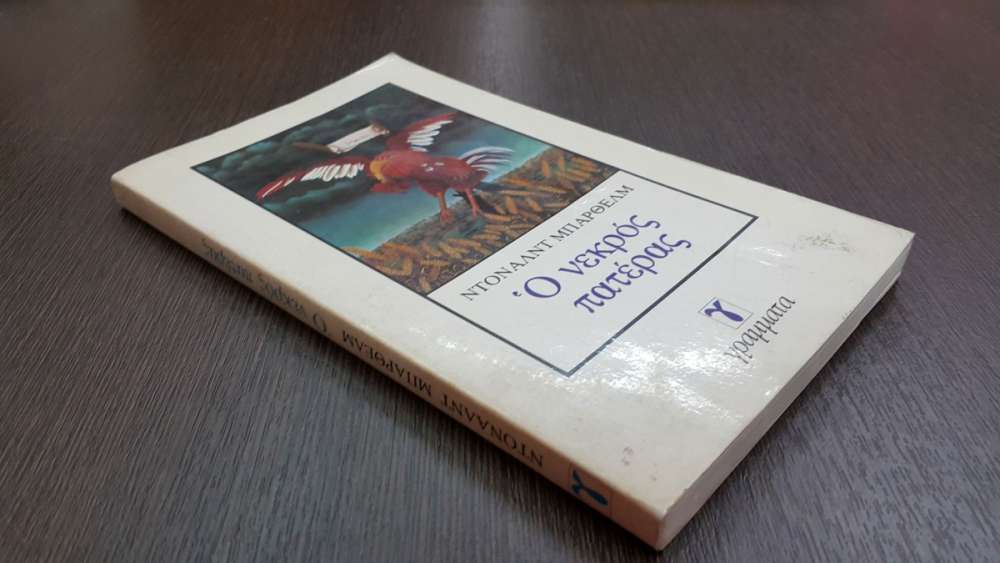 ΝΤΟΝΑΛΝΤ ΜΠΑΡΘΕΛΜ
Ὁ νεκρός
πατέρας
γ
γράμματα
γ ΝΤΟΝΑΛΝΤ ΜΠΑΡΘΕΛΜ Ὁ νεκρός πατέρας